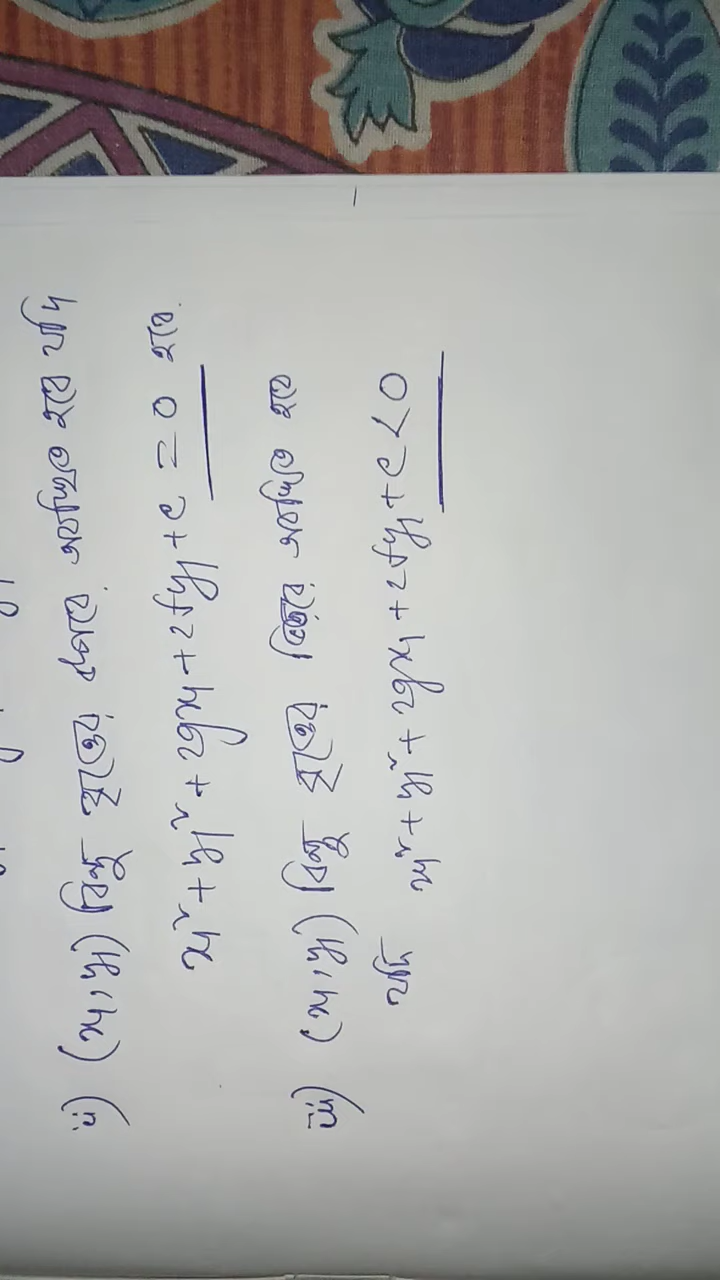 ii) (x₁, y₁) বিন্দু বৃত্তের উপরে অবস্থিত হবে যদি
x₁² + y₁² + 2gx₁ + 2fy₁ + c = 0 হয়.
iii) (x₁, y₁) বিন্দু বৃত্তের ভিতরে অবস্থিত হবে
যদি x₁² + y₁² + 2gx₁ + 2fy₁ + c < 0